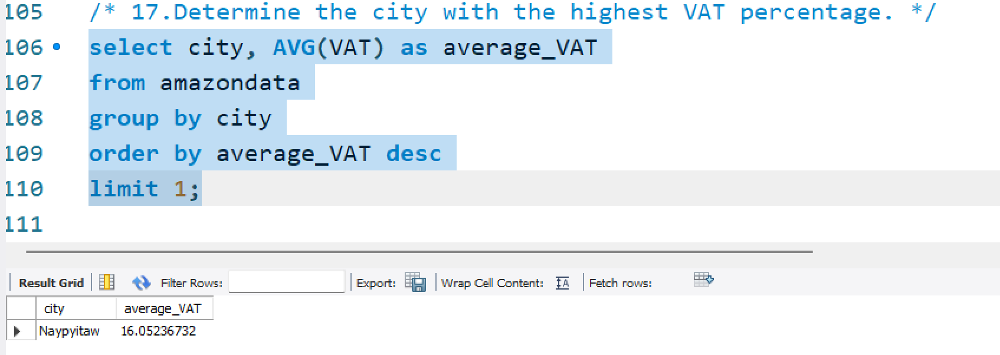 105 /* 17.Determine the city with the highest VAT percentage. */
106 select city, AVG(VAT) as average_VAT
107 from amazondata
108 group by city
109 order by average_VAT desc
110 limit 1;
111
Result Grid Filter Rows: Export: Wrap Cell Content: Fetch rows:
city average_VAT
Naypyitaw 16.05236732